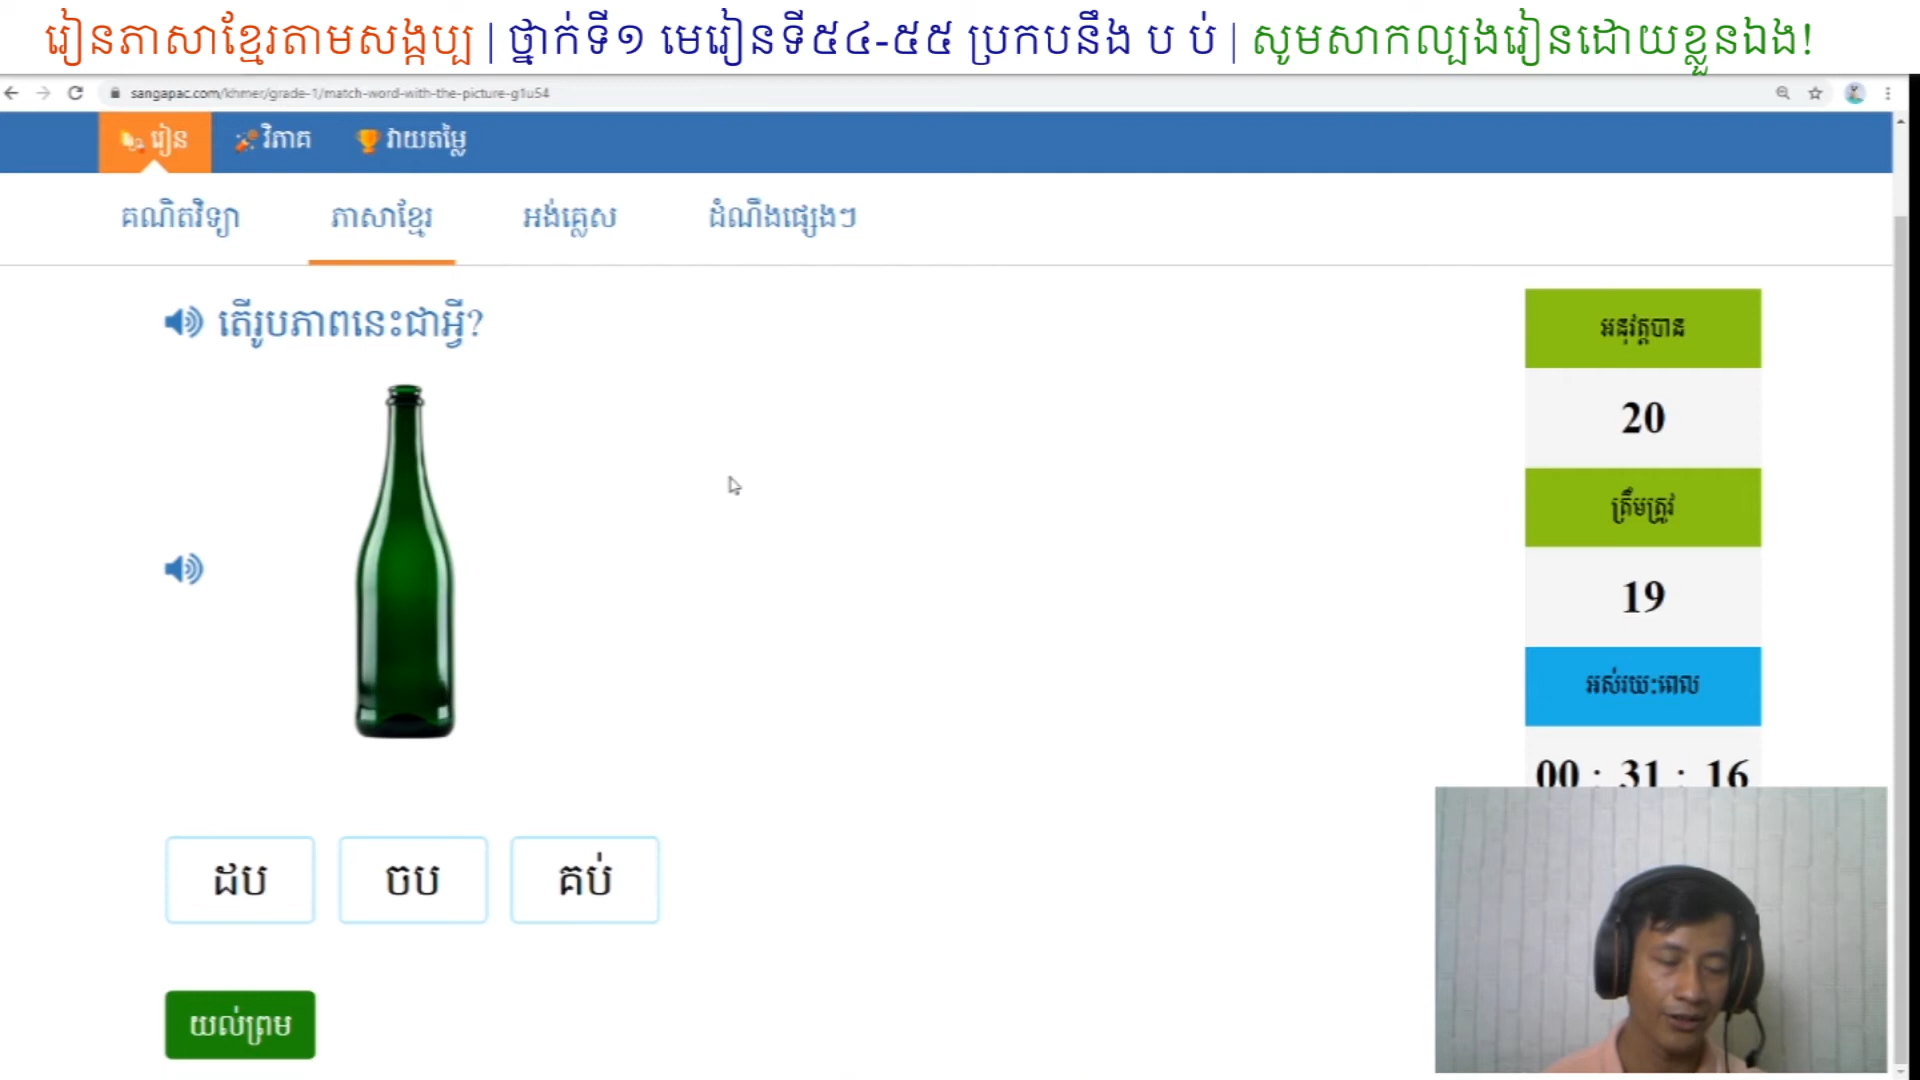 រៀនភាសាខ្មែរតាមសង្កប្ប | ថ្នាក់ទី១ មេរៀនទី៥៤-៥៥ ប្រកបនឹង ប ប់ | សូមសាកល្បងរៀនដោយខ្លួនឯង!
sangapac.com/khmer/grade-1/match-word-with-the-picture-g1u54
រៀន វិភាគ វាយតម្លៃ
គណិតវិទ្យា ភាសាខ្មែរ អង់គ្លេស ដំណឹងផ្សេងៗ
តើរូបភាពនេះជាអ្វី?
អនុវត្តបាន
20
ត្រឹមត្រូវ
19
អស់រយៈពេល
00 : 31 : 16
ដប ចប គប់
យល់ព្រម